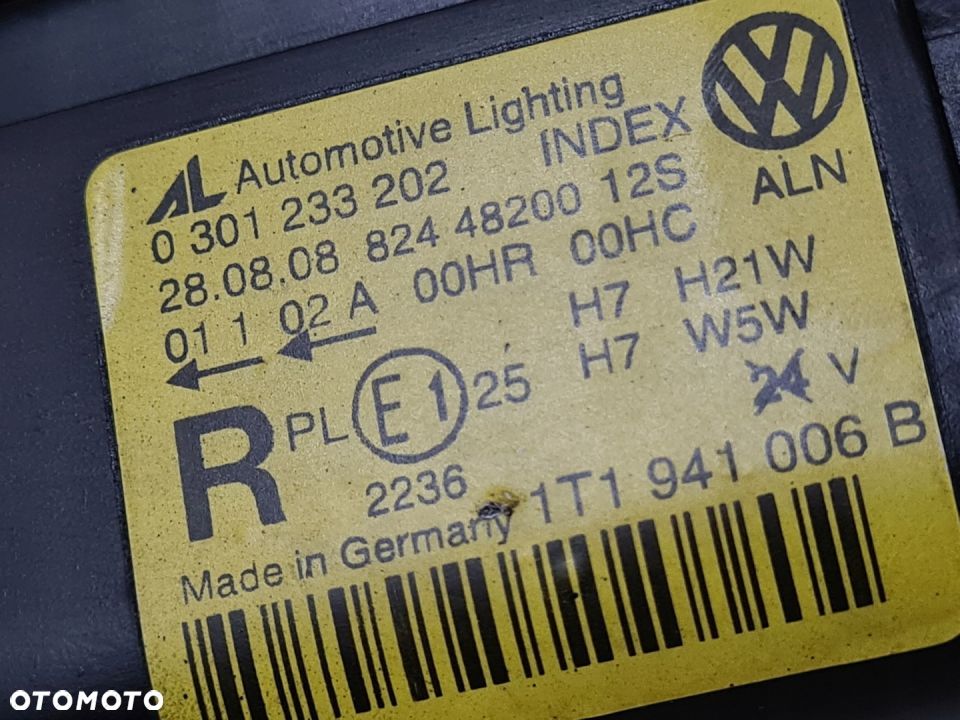 AL Automotive Lighting
0 301 233 202 INDEX
28.08.08 824 48200 12S ALN
01 1 02 A 00HR 00HC
H7 H21W
H7 W5W
24 V
R PL E1 25
2236
Made in Germany 1T1 941 006 B
OTOMOTO